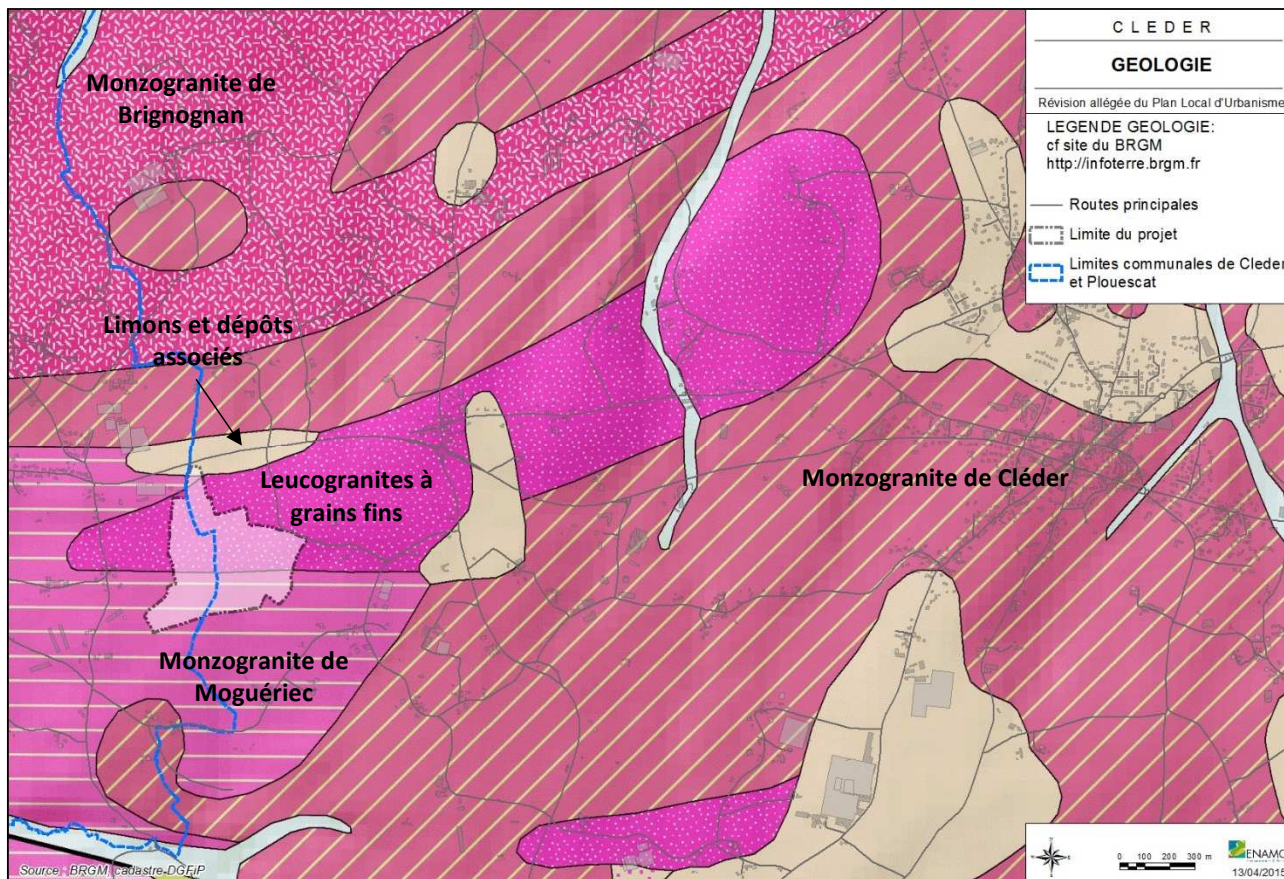 Monzogranite de
Brignognan
Limons et dépôts
associés
Leucogranites à
grains fins
Monzogranite de Cléder
Monzogranite de
Moguériec
Source: BRGM, cadastre-DGFiP
CLEDER
GEOLOGIE
Révision allégée du Plan Local d'Urbanisme
LEGENDE GEOLOGIE:
cf site du BRGM
http://infoterre.brgm.fr
Routes principales
Limite du projet
Limites communales de Cleder
et Plouescat
0 100 200 300 m
ENAMO
13/04/2015